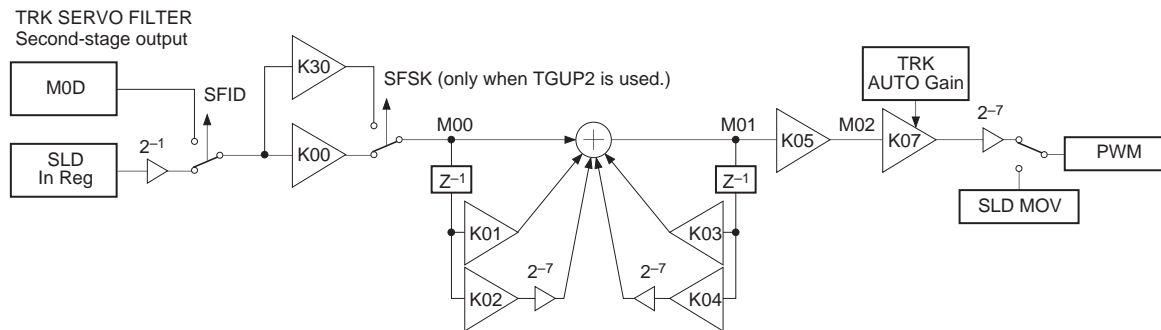 TRK SERVO FILTER
Second-stage output
M0D
SFID
SLD
In Reg
2–1
K30
K00
SFSK (only when TGUP2 is used.)
M00
Z–1
K01
K02
2–7
M01
Z–1
K03
K04
2–7
K05
M02
TRK
AUTO Gain
K07
2–7
PWM
SLD MOV